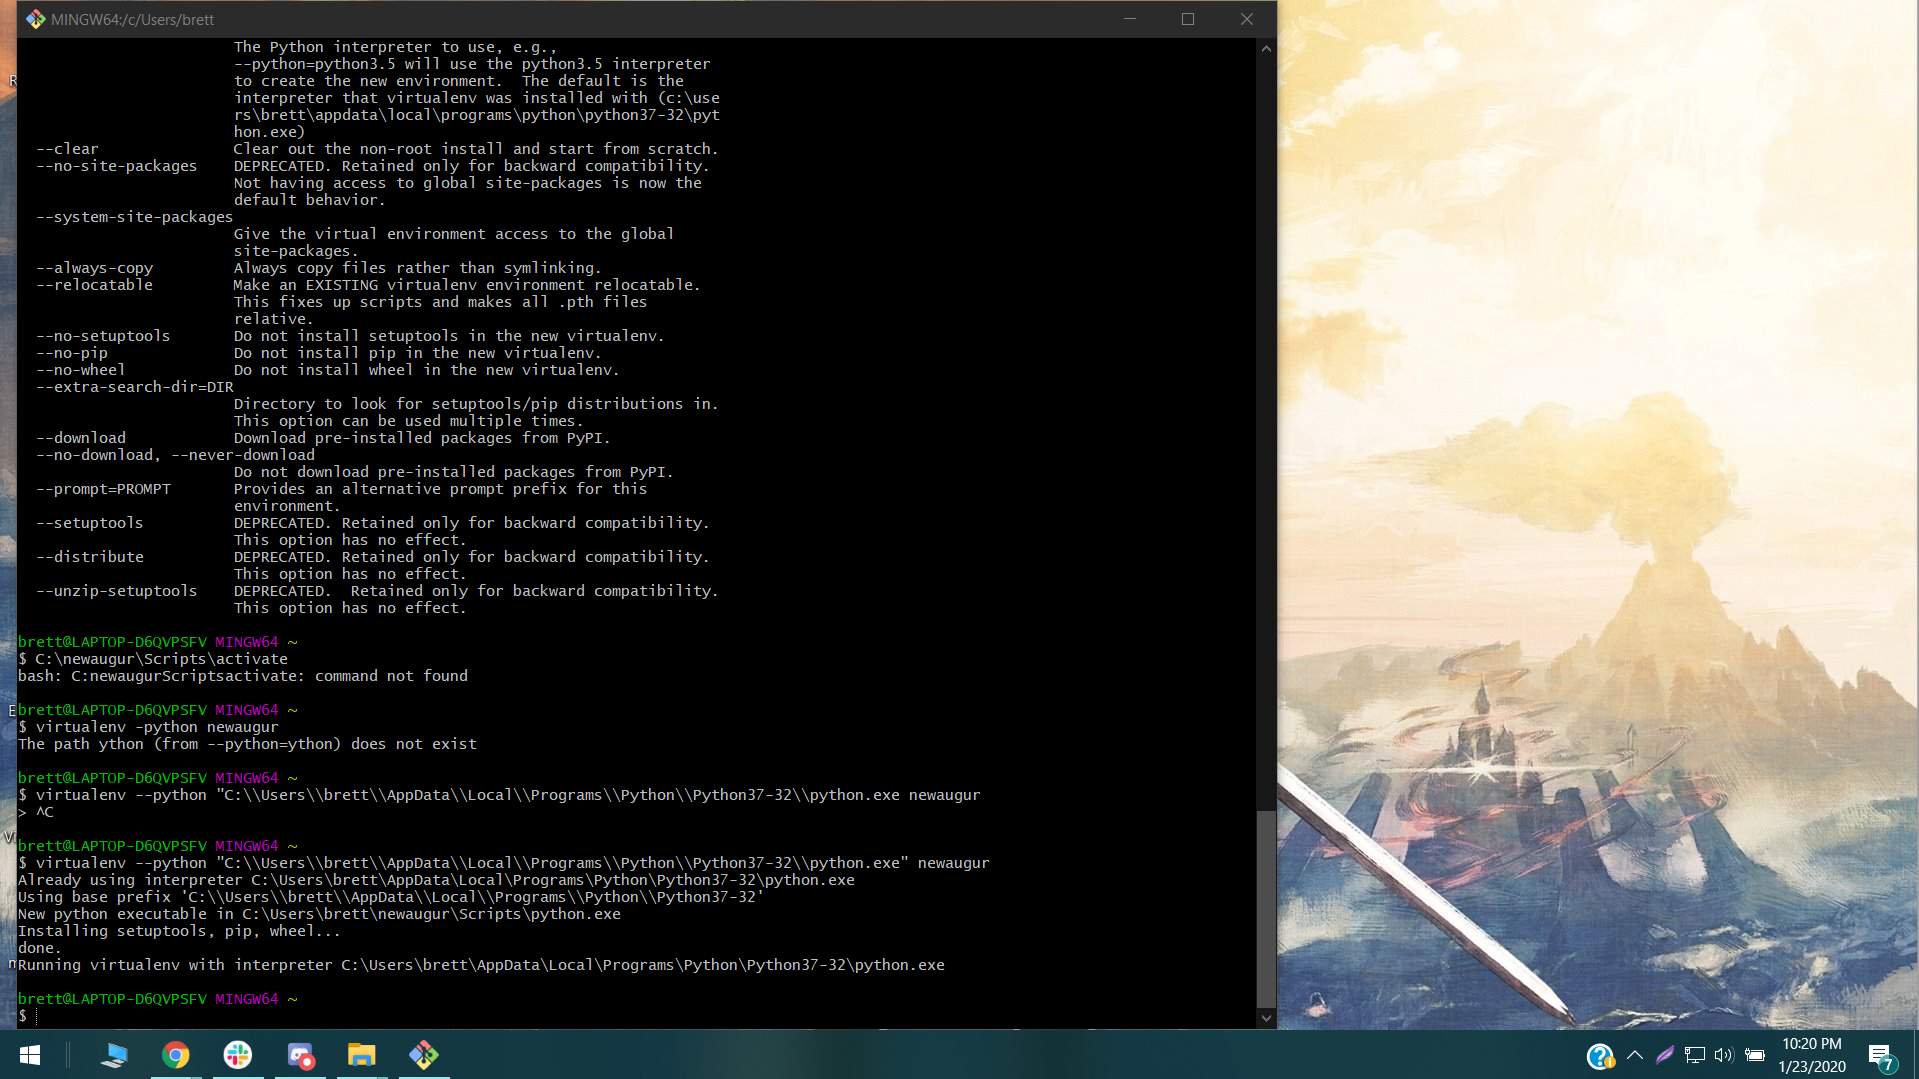 MINGW64:/c/Users/brett
The Python interpreter to use, e.g.,
--python=python3.5 will use the python3.5 interpreter
to create the new environment.  The default is the
interpreter that virtualenv was installed with (c:\use
rs\brett\appdata\local\programs\python\python37-32\pyt
hon.exe)
--clear               Clear out the non-root install and start from scratch.
--no-site-packages    DEPRECATED. Retained only for backward compatibility.
Not having access to global site-packages is now the
default behavior.
--system-site-packages
Give the virtual environment access to the global
site-packages.
--always-copy         Always copy files rather than symlinking.
--relocatable         Make an EXISTING virtualenv environment relocatable.
This fixes up scripts and makes all .pth files
relative.
--no-setuptools       Do not install setuptools in the new virtualenv.
--no-pip              Do not install pip in the new virtualenv.
--no-wheel            Do not install wheel in the new virtualenv.
--extra-search-dir=DIR
Directory to look for setuptools/pip distributions in.
This option can be used multiple times.
--download            Download pre-installed packages from PyPI.
--no-download, --never-download
Do not download pre-installed packages from PyPI.
--prompt=PROMPT       Provides an alternative prompt prefix for this
environment.
--setuptools          DEPRECATED. Retained only for backward compatibility.
This option has no effect.
--distribute          DEPRECATED. Retained only for backward compatibility.
This option has no effect.
--unzip-setuptools    DEPRECATED.  Retained only for backward compatibility.
This option has no effect.
brett@LAPTOP-D6QVPSFV MINGW64 ~
$ C:\newaugur\Scripts\activate
bash: C:newaugurScriptsactivate: command not found
brett@LAPTOP-D6QVPSFV MINGW64 ~
$ virtualenv -python newaugur
The path ython (from --python=ython) does not exist
brett@LAPTOP-D6QVPSFV MINGW64 ~
$ virtualenv --python "C:\\Users\\brett\\AppData\\Local\\Programs\\Python\\Python37-32\\python.exe newaugur
> ^C
brett@LAPTOP-D6QVPSFV MINGW64 ~
$ virtualenv --python "C:\\Users\\brett\\AppData\\Local\\Programs\\Python\\Python37-32\\python.exe" newaugur
Already using interpreter C:\Users\brett\AppData\Local\Programs\Python\Python37-32\python.exe
Using base prefix 'C:\\Users\\brett\\AppData\\Local\\Programs\\Python\\Python37-32'
New python executable in C:\Users\brett\newaugur\Scripts\python.exe
Installing setuptools, pip, wheel...
done.
Running virtualenv with interpreter C:\Users\brett\AppData\Local\Programs\Python\Python37-32\python.exe
brett@LAPTOP-D6QVPSFV MINGW64 ~
$
10:20 PM
1/23/2020
7